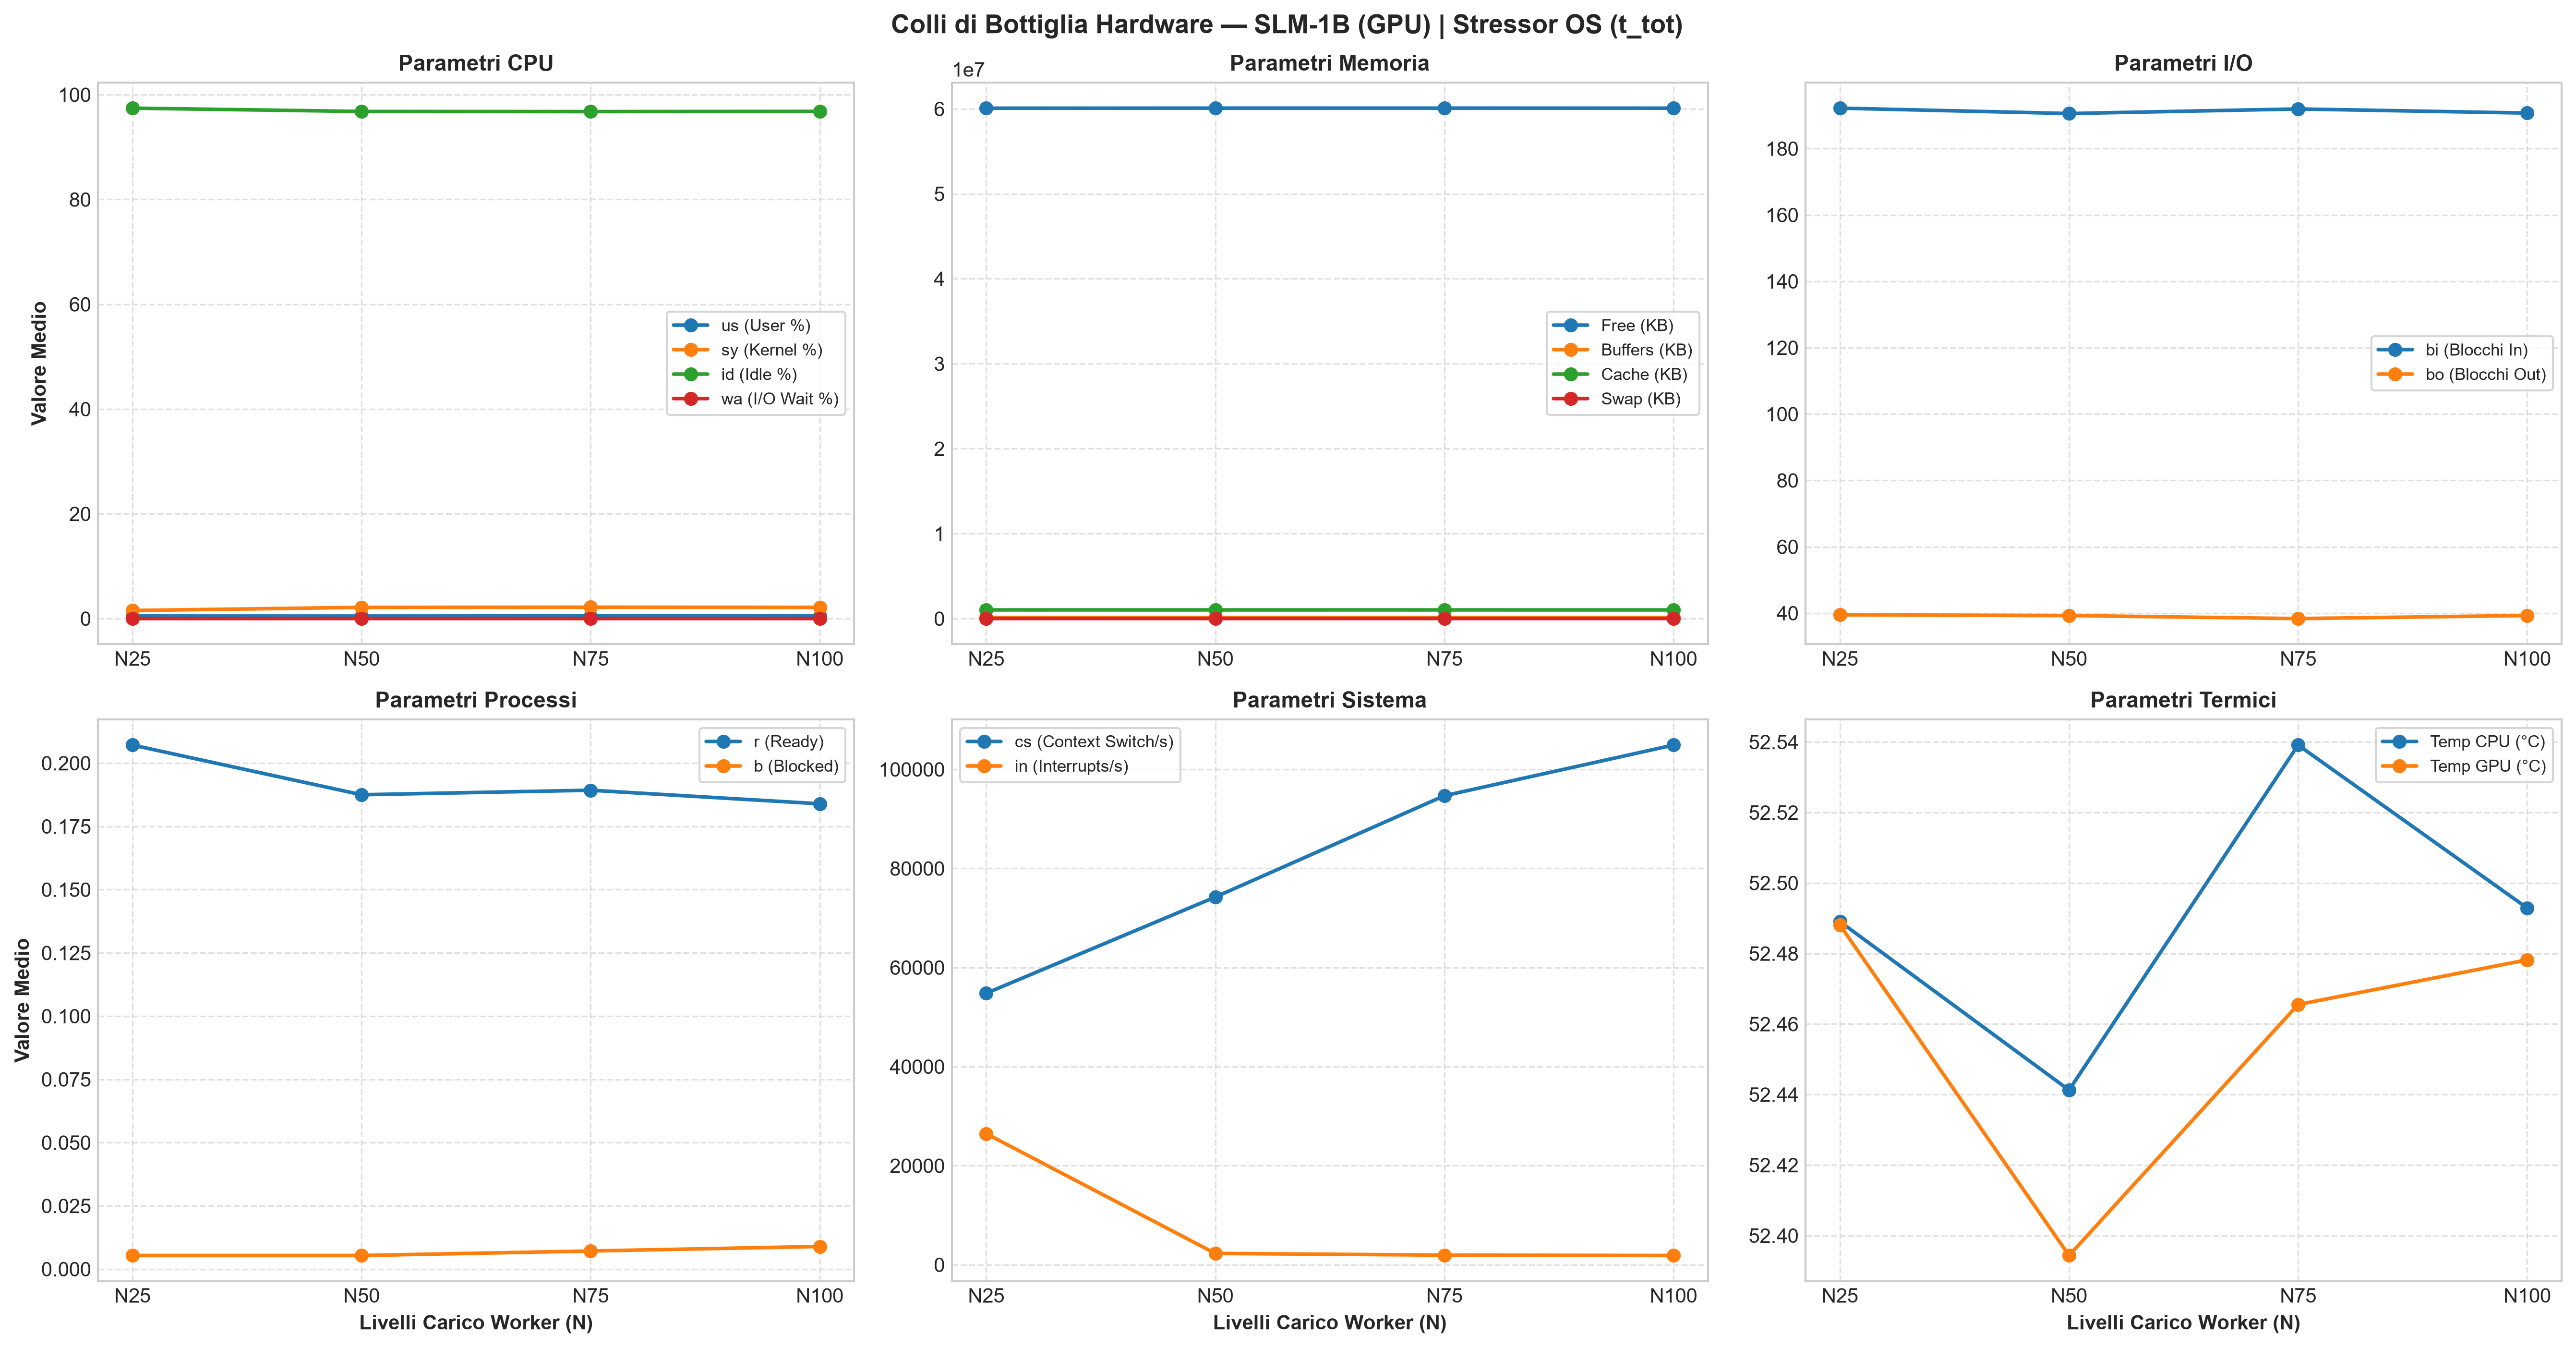 Colli di Bottiglia Hardware — SLM-1B (GPU) | Stressor OS (t_tot)
Parametri CPU
Valore Medio
100
80
60
40
20
0
us (User %)
sy (Kernel %)
id (Idle %)
wa (I/O Wait %)
N25 N50 N75 N100
Parametri Memoria
1e7
6
5
4
3
2
1
0
Free (KB)
Buffers (KB)
Cache (KB)
Swap (KB)
N25 N50 N75 N100
Parametri I/O
180
160
140
120
100
80
60
40
bi (Blocchi In)
bo (Blocchi Out)
N25 N50 N75 N100
Parametri Processi
Valore Medio
0.200
0.175
0.150
0.125
0.100
0.075
0.050
0.025
0.000
r (Ready)
b (Blocked)
N25 N50 N75 N100
Livelli Carico Worker (N)
Parametri Sistema
100000
80000
60000
40000
20000
0
cs (Context Switch/s)
in (Interrupts/s)
N25 N50 N75 N100
Livelli Carico Worker (N)
Parametri Termici
52.54
52.52
52.50
52.48
52.46
52.44
52.42
52.40
Temp CPU (°C)
Temp GPU (°C)
N25 N50 N75 N100
Livelli Carico Worker (N)